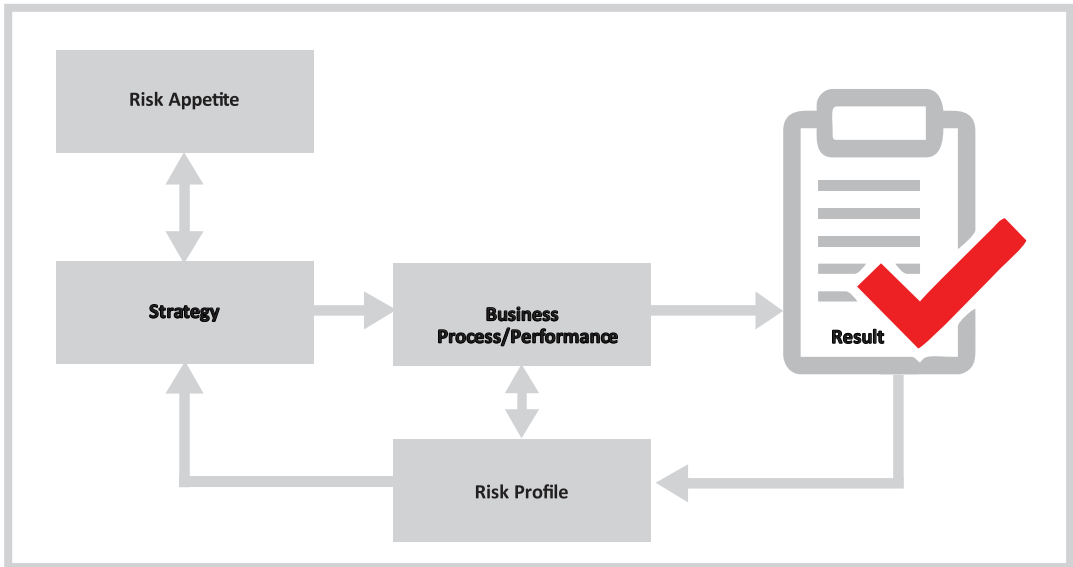 Risk Appetite
Strategy
Business
Process/Performance
Result
Risk Profile